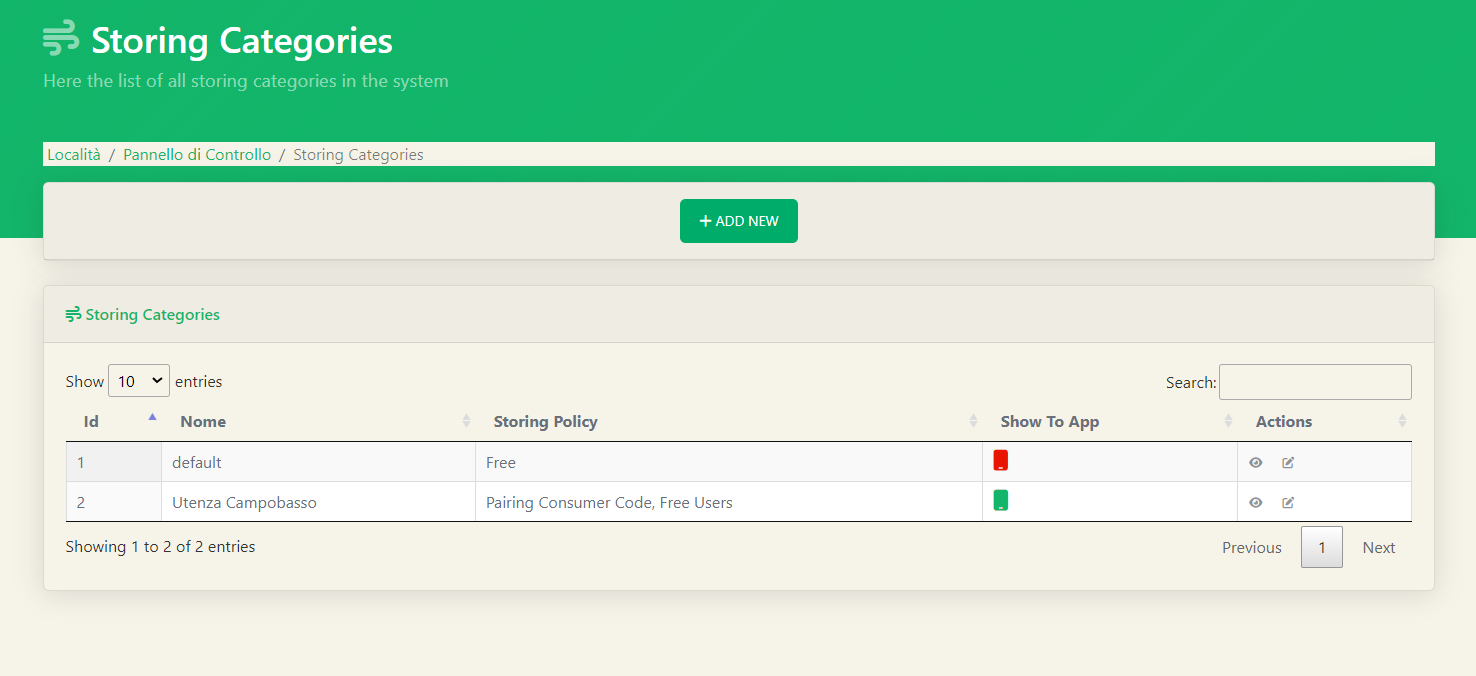 Storing Categories
Here the list of all storing categories in the system
Località / Pannello di Controllo / Storing Categories
ADD NEW
Storing Categories
Show 10 entries Search:
Id Nome Storing Policy Show To App Actions
1 default Free
2 Utenza Campobasso Pairing Consumer Code, Free Users
Showing 1 to 2 of 2 entries Previous 1 Next